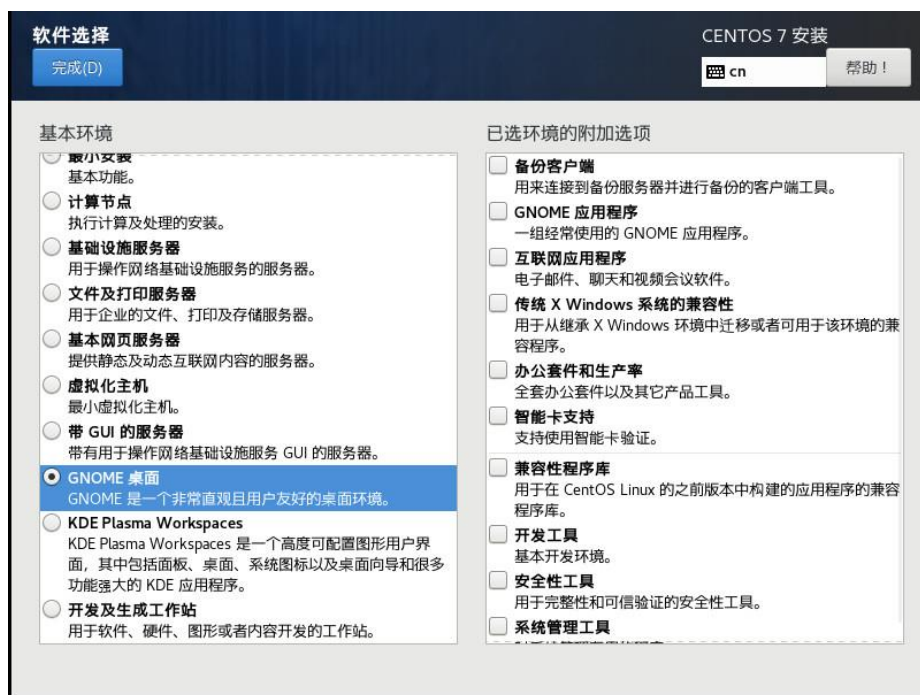 软件选择
完成(D)
CENTOS 7 安装
cn
帮助！
基本环境
最小安装
基本功能。
计算节点
执行计算及处理的安装。
基础设施服务器
用于操作网络基础设施服务的服务器。
文件及打印服务器
用于企业的文件、打印及存储服务器。
基本网页服务器
提供静态及动态互联网内容的服务器。
虚拟化主机
最小虚拟化主机。
带 GUI 的服务器
带有用于操作网络基础设施服务 GUI 的服务器。
GNOME 桌面
GNOME 是一个非常直观且用户友好的桌面环境。
KDE Plasma Workspaces
KDE Plasma Workspaces 是一个高度可配置图形用户界
面，其中包括面板、桌面、系统图标以及桌面向导和很多
功能强大的 KDE 应用程序。
开发及生成工作站
用于软件、硬件、图形或者内容开发的工作站。
已选环境的附加选项
备份客户端
用来连接到备份服务器并进行备份的客户端工具。
GNOME 应用程序
一组经常使用的 GNOME 应用程序。
互联网应用程序
电子邮件、聊天和视频会议软件。
传统 X Windows 系统的兼容性
用于从继承 X Windows 环境中迁移或者可用于该环境的兼
容程序。
办公套件和生产率
全套办公套件以及其它产品工具。
智能卡支持
支持使用智能卡验证。
兼容性程序库
用于在 CentOS Linux 的之前版本中构建的应用程序的兼容
程序库。
开发工具
基本开发环境。
安全性工具
用于完整性和可信验证的安全性工具。
系统管理工具